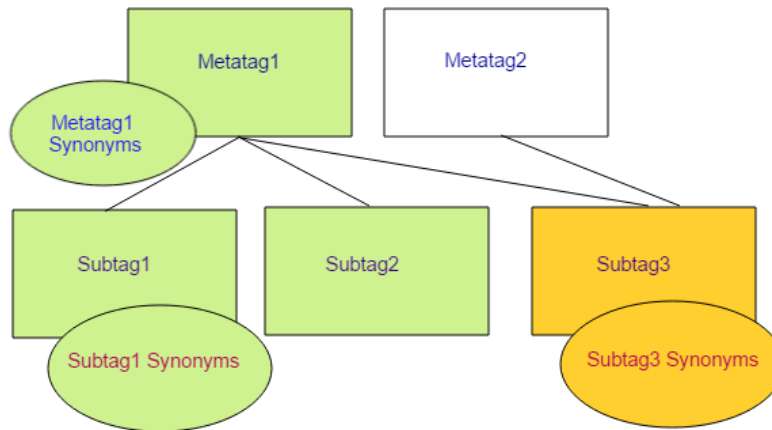 Metatag1
Metatag2
Metatag1
Synonyms
Subtag1
Subtag2
Subtag3
Subtag1 Synonyms
Subtag3 Synonyms